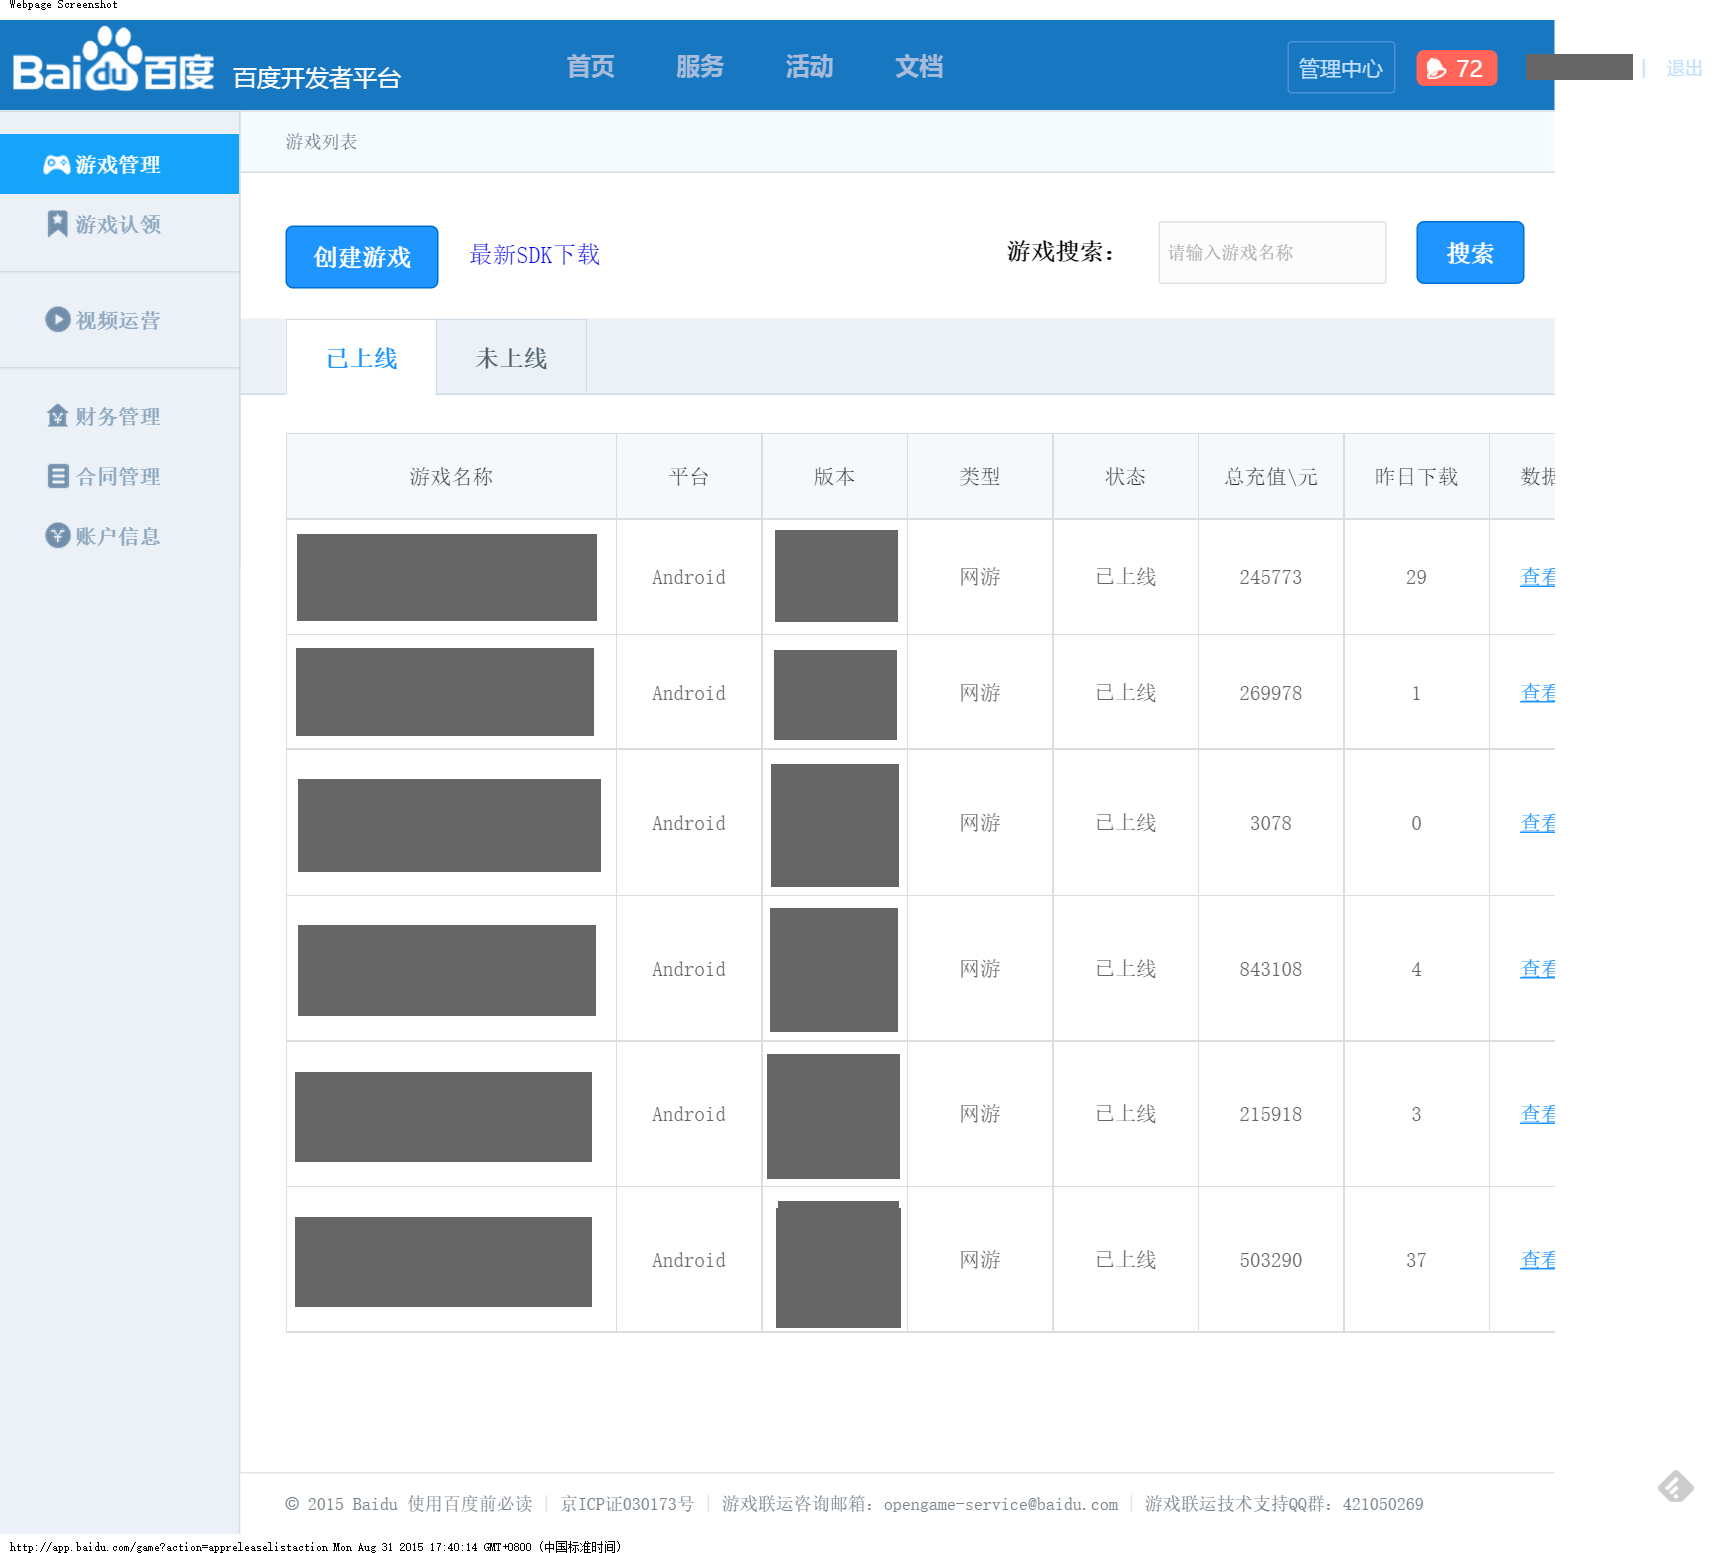 Webpage Screenshot
Baidu百度 百度开发者平台 首页 服务 活动 文档 管理中心 72 | 退出
游戏列表
游戏管理
游戏认领
视频运营
财务管理
合同管理
账户信息
创建游戏 最新SDK下载 游戏搜索： 请输入游戏名称 搜索
已上线 未上线
游戏名称 平台 版本 类型 状态 总充值\元 昨日下载 数据
Android 网游 已上线 245773 29 查看
Android 网游 已上线 269978 1 查看
Android 网游 已上线 3078 0 查看
Android 网游 已上线 843108 4 查看
Android 网游 已上线 215918 3 查看
Android 网游 已上线 503290 37 查看
© 2015 Baidu 使用百度前必读 | 京ICP证030173号 | 游戏联运咨询邮箱: opengame-service@baidu.com | 游戏联运技术支持QQ群: 421050269
http://app.baidu.com/game?action=appreleaselistaction Mon Aug 31 2015 17:40:14 GMT+0800 (中国标准时间)